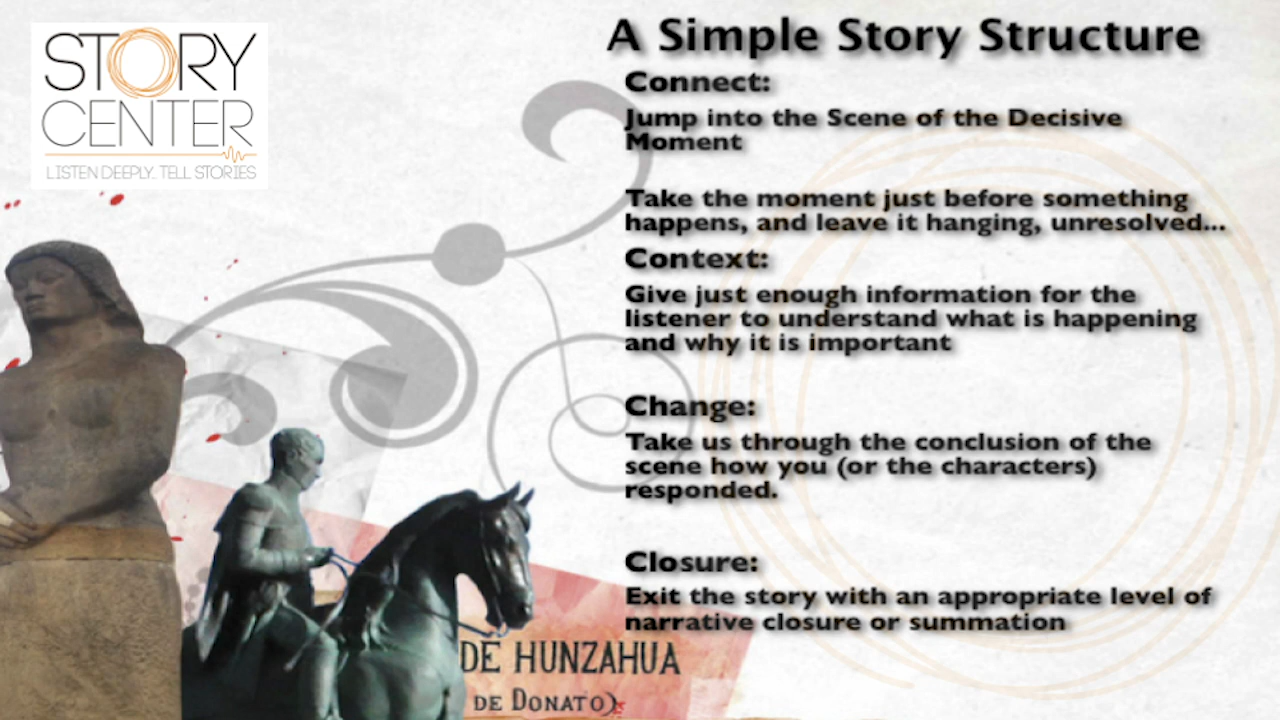 STORY
CENTER
LISTEN DEEPLY. TELL STORIES
A Simple Story Structure
Connect:
Jump into the Scene of the Decisive
Moment
Take the moment just before something
happens, and leave it hanging, unresolved...
Context:
Give just enough information for the
listener to understand what is happening
and why it is important
Change:
Take us through the conclusion of the
scene how you (or the characters)
responded.
Closure:
Exit the story with an appropriate level of
narrative closure or summation
DE HUNZAHUA
DE DONATO)